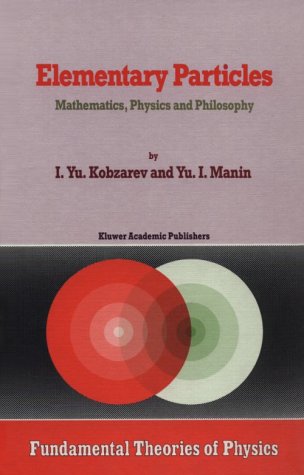 Elementary Particles
Mathematics, Physics and Philosophy
by
I. Yu. Kobzarev and Yu. I. Manin
Kluwer Academic Publishers
Fundamental Theories of Physics